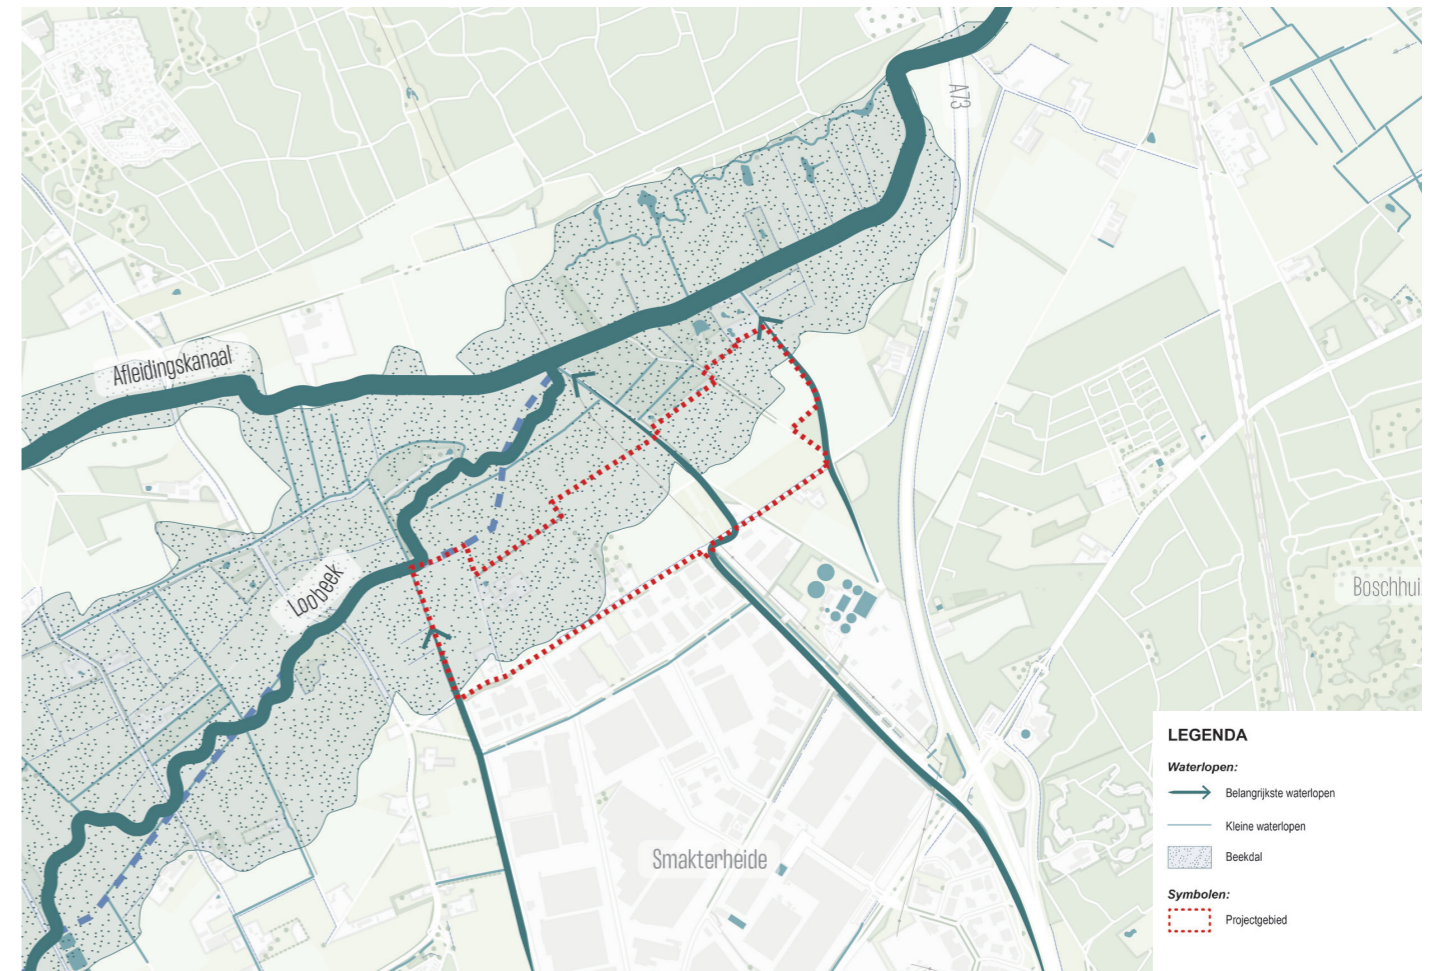 A73
Afleidingskanaal
Loobeek
Boschhui
Smakterheide
LEGENDA
Waterlopen:
Belangrijkste waterlopen
Kleine waterlopen
Beekdal
Symbolen:
Projectgebied